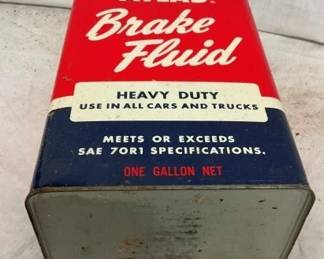 Brake
Fluid
HEAVY DUTY
USE IN ALL CARS AND TRUCKS
MEETS OR EXCEEDS
SAE 70R1 SPECIFICATIONS.
ONE GALLON NET